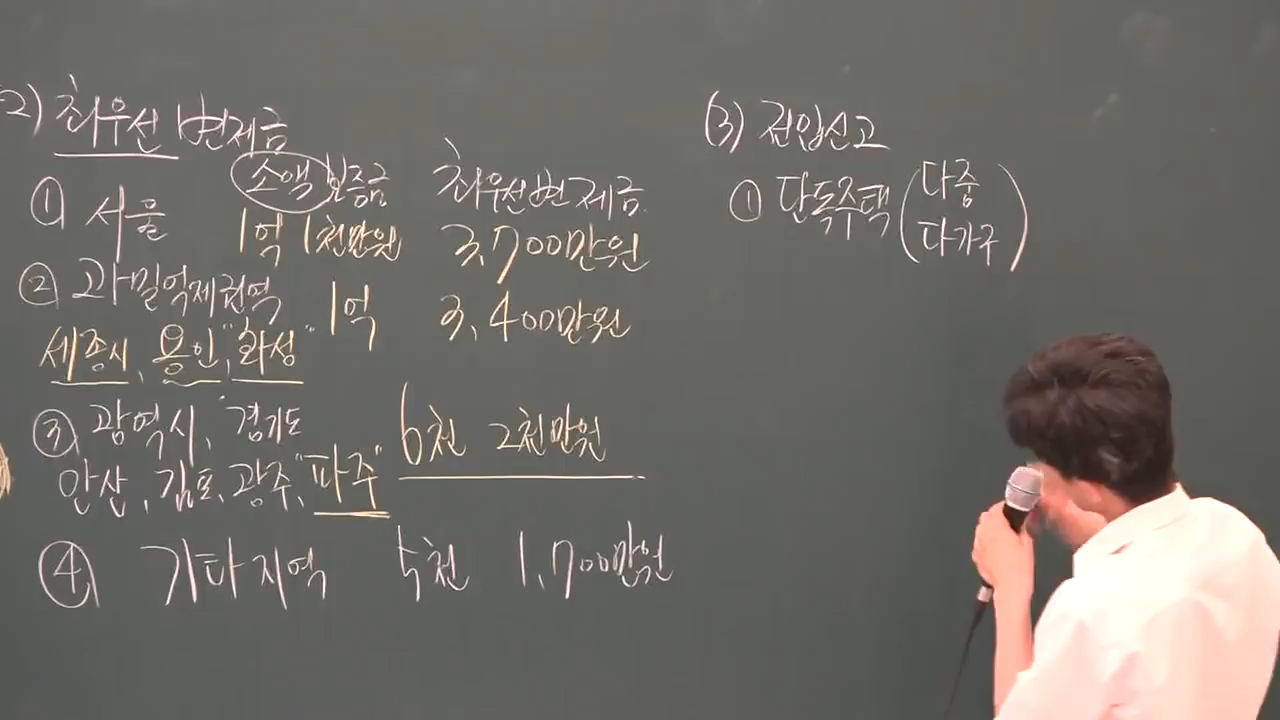 2) 최우선 변제금
소액 보증금 최우선변제금
① 서울 1억 1천만원 3,700만원
② 과밀억제권역 1억 3,400만원
세종시, 용인, "화성"
③ 광역시, 경기도 6천 2천만원
안산, 김포, 광주, "파주"
④ 기타지역 5천 1,700만원
(3) 전입신고
① 단독주택 (다중
다가구)